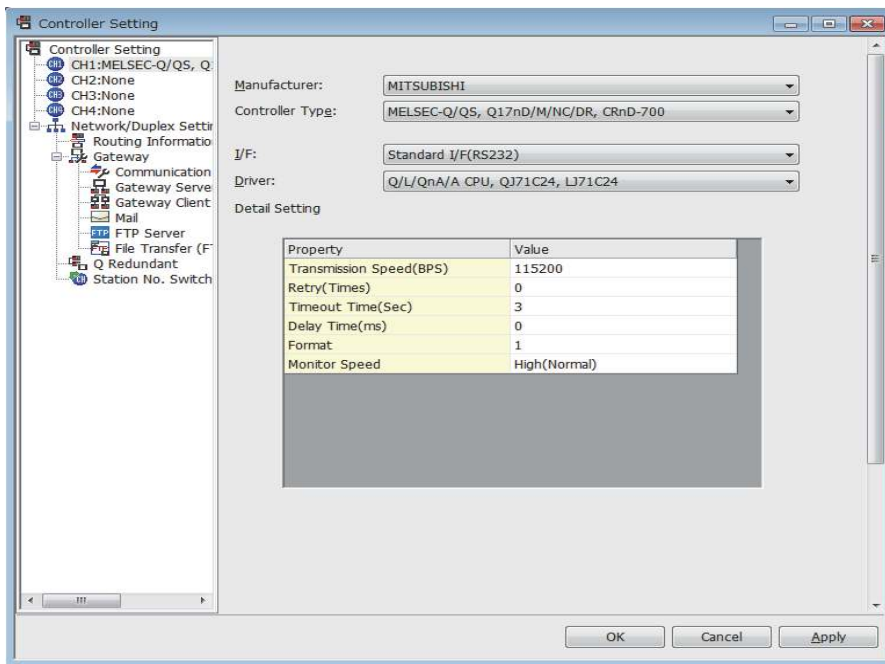 Controller Setting
Controller Setting
CH1:MELSEC-Q/QS, Q
CH2:None
CH3:None
CH4:None
Network/Duplex Settin
Routing Informatio
Gateway
Communication
Gateway Serve
Gateway Client
Mail
FTP Server
File Transfer (F
Q Redundant
Station No. Switch
Manufacturer:
MITSUBISHI
Controller Type:
MELSEC-Q/QS, Q17nD/M/NC/DR, CRnD-700
I/F:
Standard I/F(RS232)
Driver:
Q/L/QnA/A CPU, QJ71C24, LJ71C24
Detail Setting
Property Value
Transmission Speed(BPS) 115200
Retry(Times) 0
Timeout Time(Sec) 3
Delay Time(ms) 0
Format 1
Monitor Speed High(Normal)
OK Cancel Apply